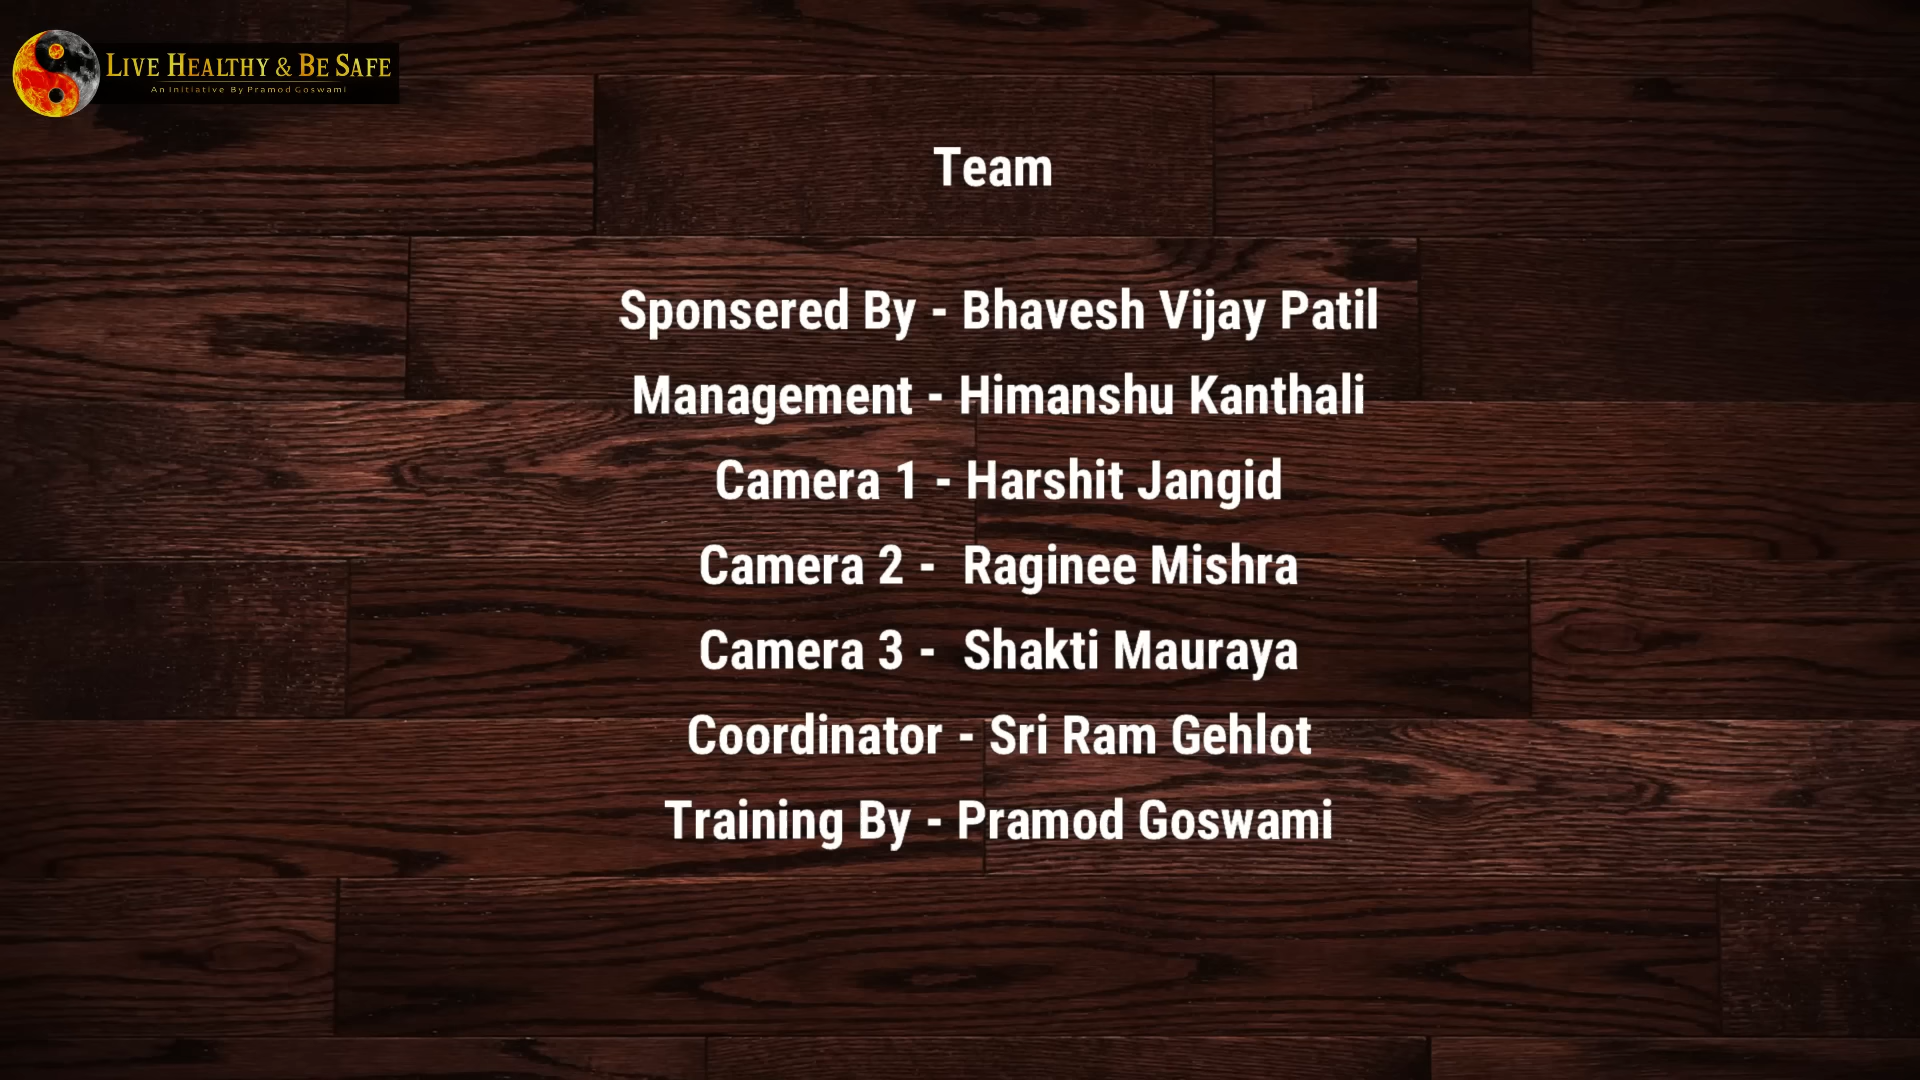 LIVE HEALTHY & BE SAFE
An Initiative By Pramod Goswami
Team
Sponsered By - Bhavesh Vijay Patil
Management - Himanshu Kanthali
Camera 1 - Harshit Jangid
Camera 2 - Raginee Mishra
Camera 3 - Shakti Mauraya
Coordinator - Sri Ram Gehlot
Training By - Pramod Goswami